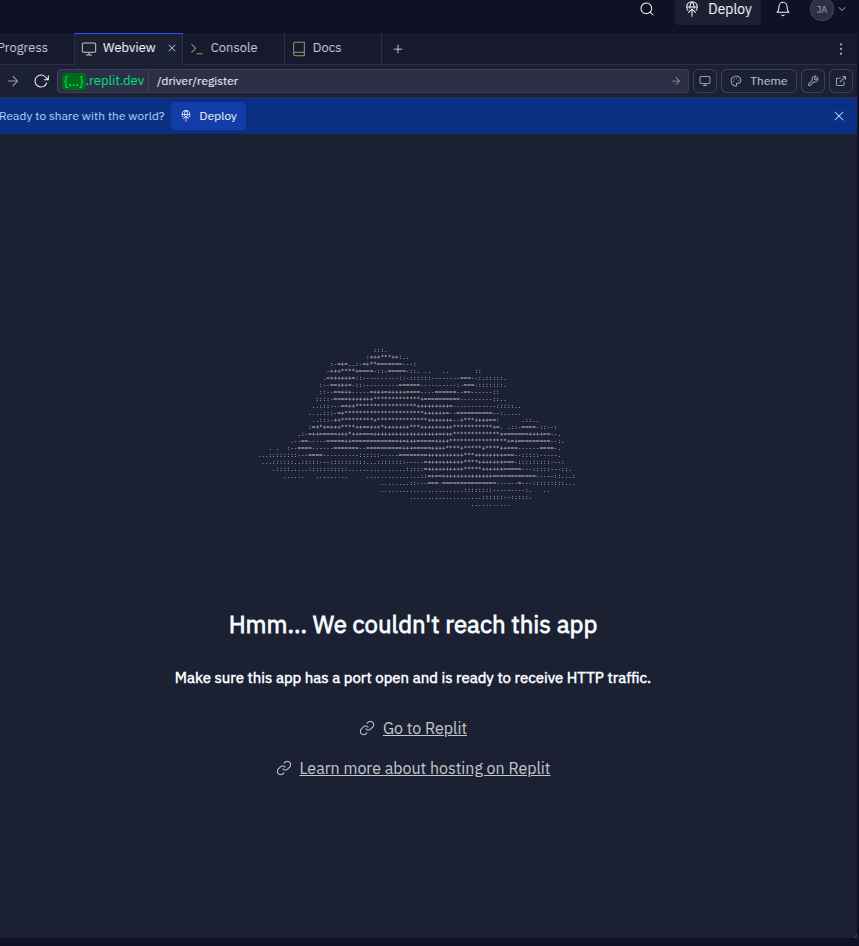 Deploy
JA
Progress
Webview
Console
Docs
{...}.replit.dev /driver/register
Theme
Ready to share with the world? Deploy
Hmm... We couldn't reach this app
Make sure this app has a port open and is ready to receive HTTP traffic.
Go to Replit
Learn more about hosting on Replit